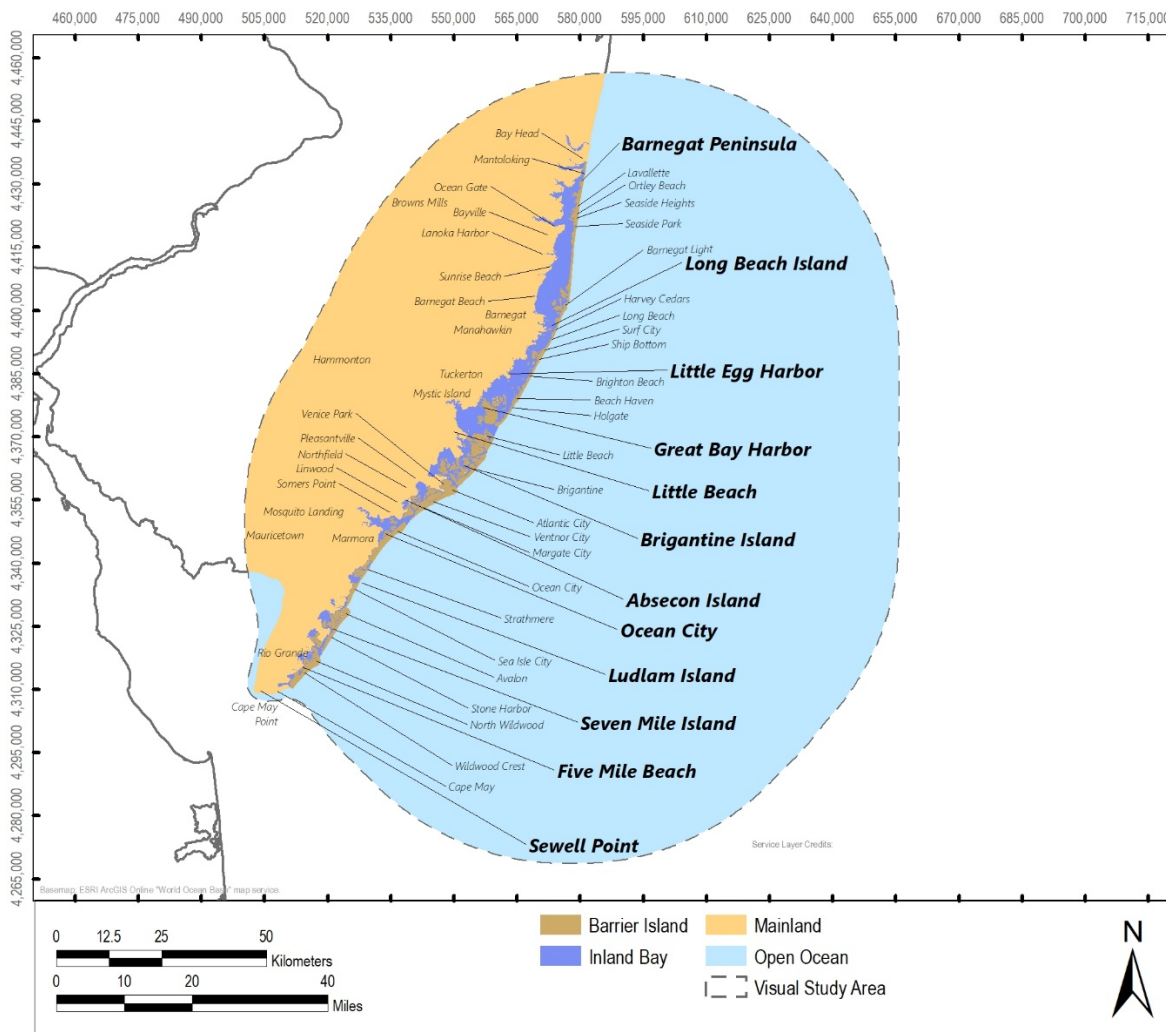 460,000
475,000
490,000
505,000
520,000
535,000
550,000
565,000
580,000
595,000
610,000
625,000
640,000
655,000
670,000
685,000
700,000
715,000
4,460,000
4,445,000
4,430,000
4,415,000
4,400,000
4,385,000
4,370,000
4,355,000
4,340,000
4,325,000
4,310,000
4,295,000
4,280,000
4,265,000
Bay Head
Barnegat Peninsula
Mantoloking
Lavallette
Ocean Gate
Ortley Beach
Browns Mills
Seaside Heights
Bayville
Seaside Park
Lanoka Harbor
Barnegat Light
Long Beach Island
Sunrise Beach
Barnegat Beach
Harvey Cedars
Barnegat
Long Beach
Manahawkin
Surf City
Ship Bottom
Hammonton
Tuckerton
Little Egg Harbor
Brighton Beach
Mystic Island
Beach Haven
Venice Park
Holgate
Pleasantville
Great Bay Harbor
Northfield
Little Beach
Linwood
Somers Point
Brigantine
Little Beach
Mosquito Landing
Atlantic City
Mauricetown
Marmora
Ventnor City
Brigantine Island
Margate City
Ocean City
Absecon Island
Strathmere
Ocean City
Rio Grande
Sea Isle City
Ludlam Island
Avalon
Cape May
Point
Stone Harbor
North Wildwood
Seven Mile Island
Wildwood Crest
Five Mile Beach
Cape May
Sewell Point
Service Layer Credits:
Basemap: ESRI ArcGIS Online "World Ocean Base" map service
0 12.5 25 50
Kilometers
0 10 20 40
Miles
Barrier Island
Mainland
Inland Bay
Open Ocean
Visual Study Area
N